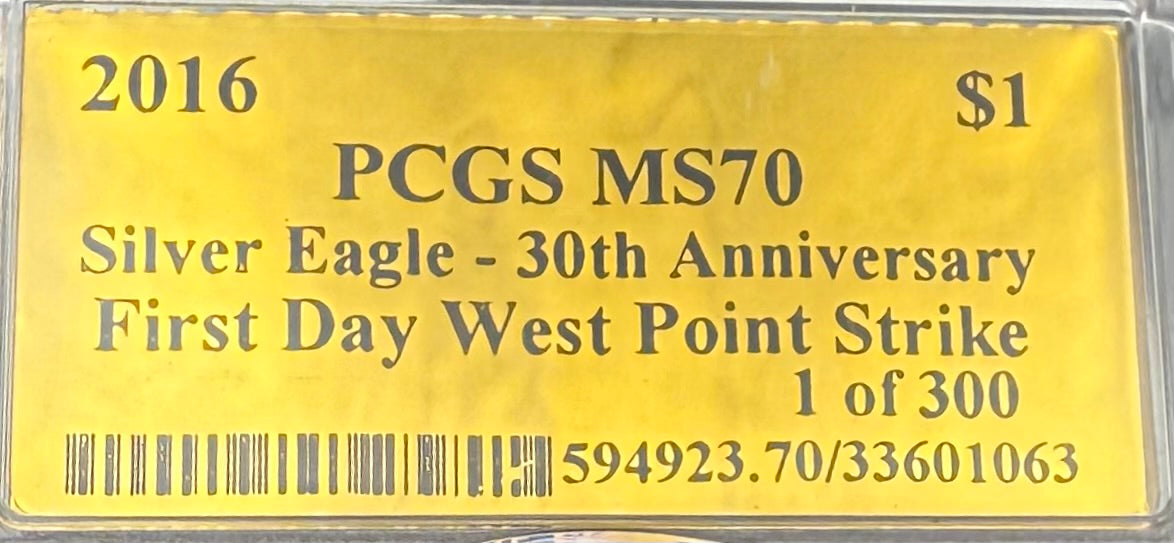 2016 $1
PCGS MS70
Silver Eagle - 30th Anniversary
First Day West Point Strike
1 of 300
594923.70/33601063